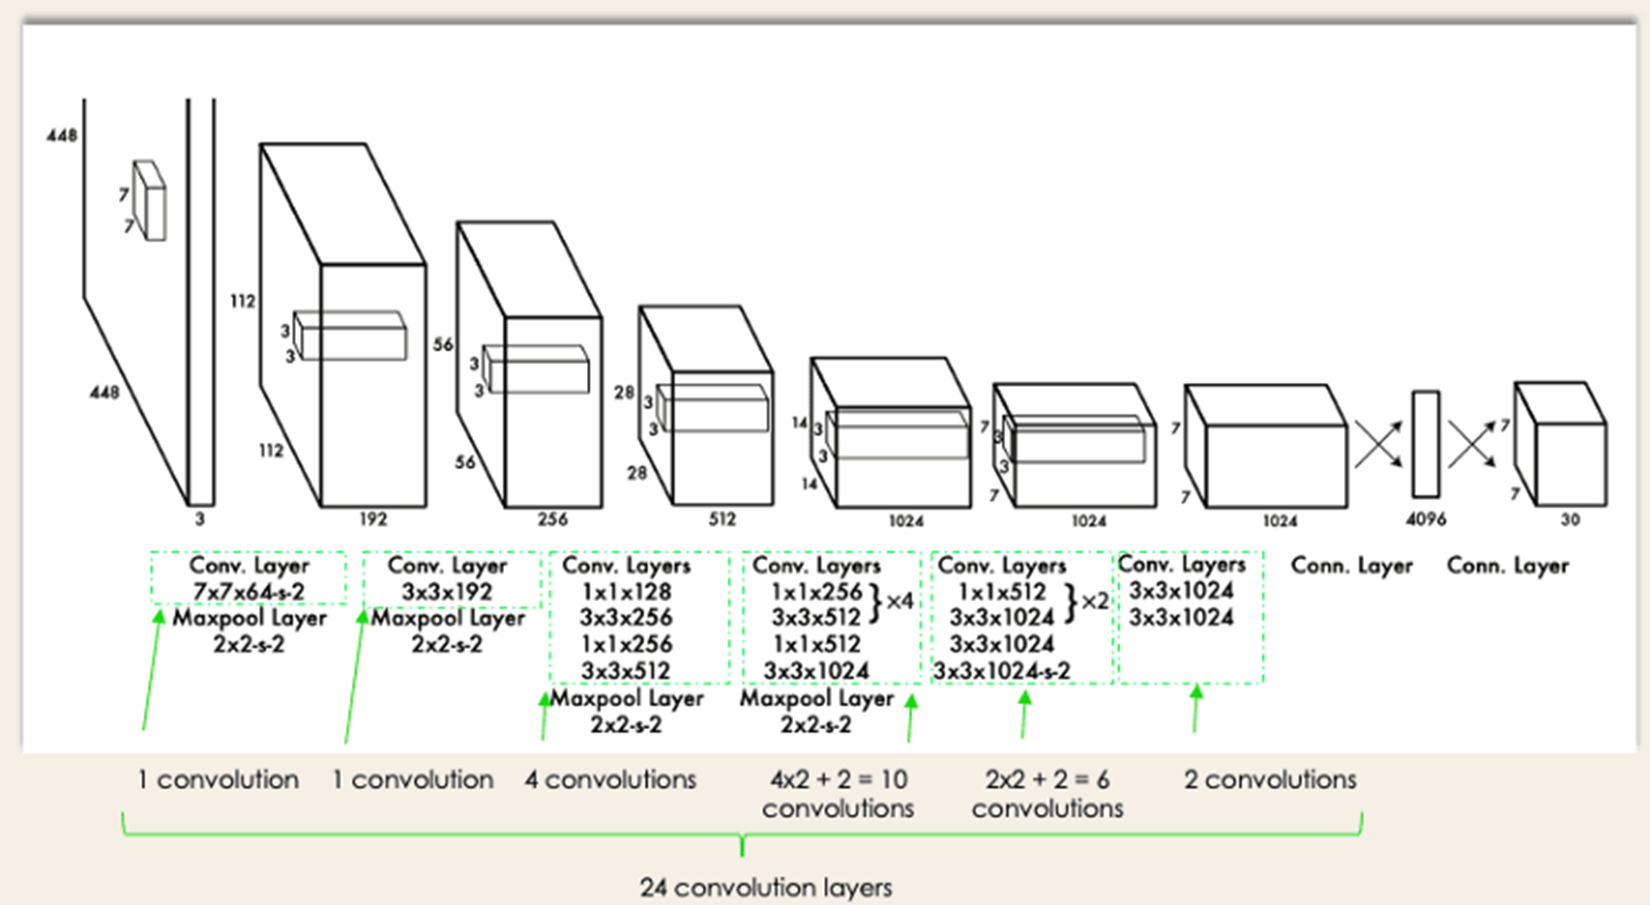 448
7
7
448
3
112
3
3
112
192
56
3
3
56
256
28
3
3
28
512
14
3
3
14
1024
7
3
3
7
1024
7
7
1024
4096
7
7
30
Conv. Layer
7x7x64-s-2
Maxpool Layer
2x2-s-2
Conv. Layer
3x3x192
Maxpool Layer
2x2-s-2
Conv. Layers
1x1x128
3x3x256
1x1x256
3x3x512
Maxpool Layer
2x2-s-2
Conv. Layers
1x1x256
3x3x512
}×4
1x1x512
3x3x1024
Maxpool Layer
2x2-s-2
Conv. Layers
1x1x512
3x3x1024
}×2
3x3x1024
3x3x1024-s-2
Conv. Layers
3x3x1024
3x3x1024
Conn. Layer
Conn. Layer
1 convolution
1 convolution
4 convolutions
4x2 + 2 = 10
convolutions
2x2 + 2 = 6
convolutions
2 convolutions
24 convolution layers